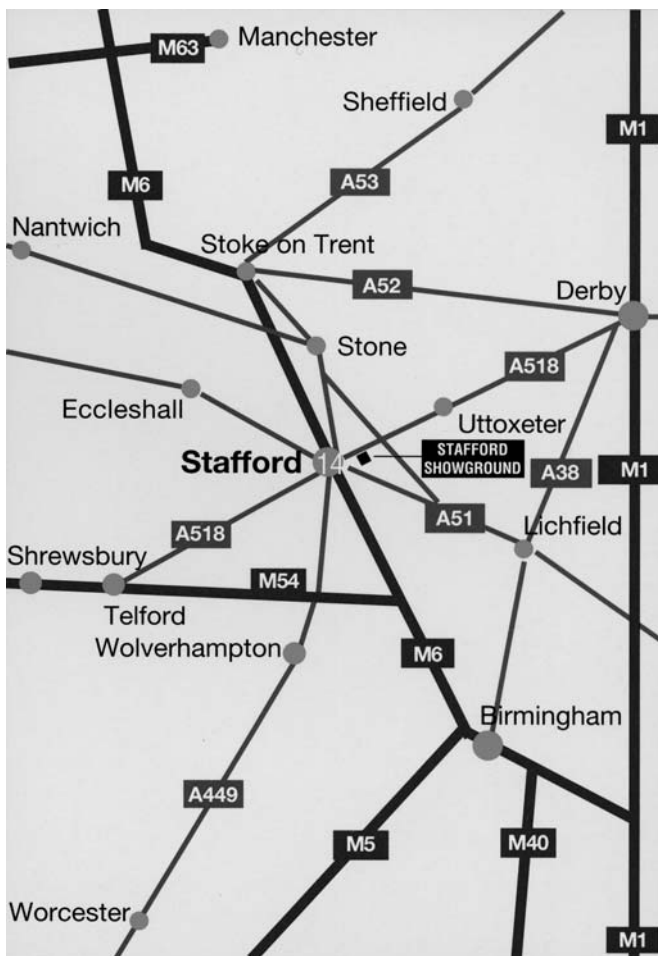 M63
Manchester
Sheffield
M1
M6
A53
Nantwich
Stoke on Trent
A52
Derby
Stone
A518
Eccleshall
Uttoxeter
Stafford
14
STAFFORD
SHOWGROUND
A38
M1
A51
A518
Lichfield
Shrewsbury
M54
Telford
Wolverhampton
M6
Birmingham
A449
M5
M40
Worcester
M1